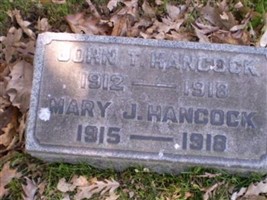 JOHN T. HANCOCK
1912 — 1918
MARY J. HANCOCK
1915 — 1918